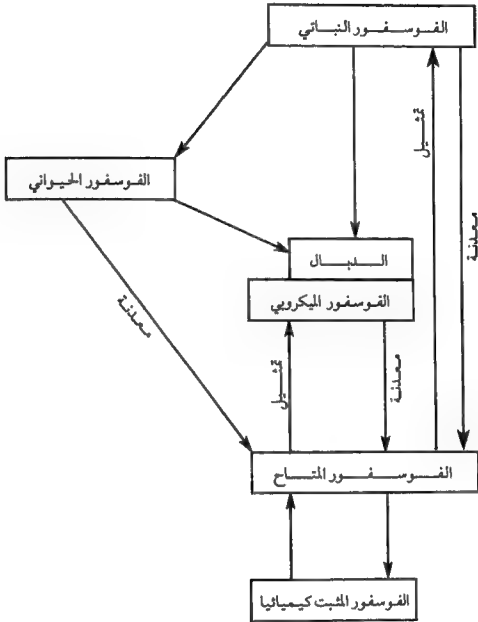 الفوسفور النباتي
تمثيل
معدنة
الفوسفور الحيواني
الدبال
الفوسفور الميكروبي
معدنة
تمثيل
معدنة
الفوسفور المتاح
الفوسفور المثبت كيميائيا